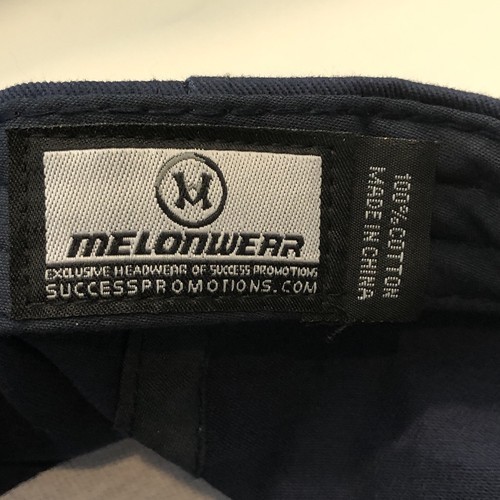 M
MELONWEAR
EXCLUSIVE HEADWEAR OF SUCCESS PROMOTIONS
SUCCESSPROMOTIONS.COM
100% COTTON
MADE IN CHINA